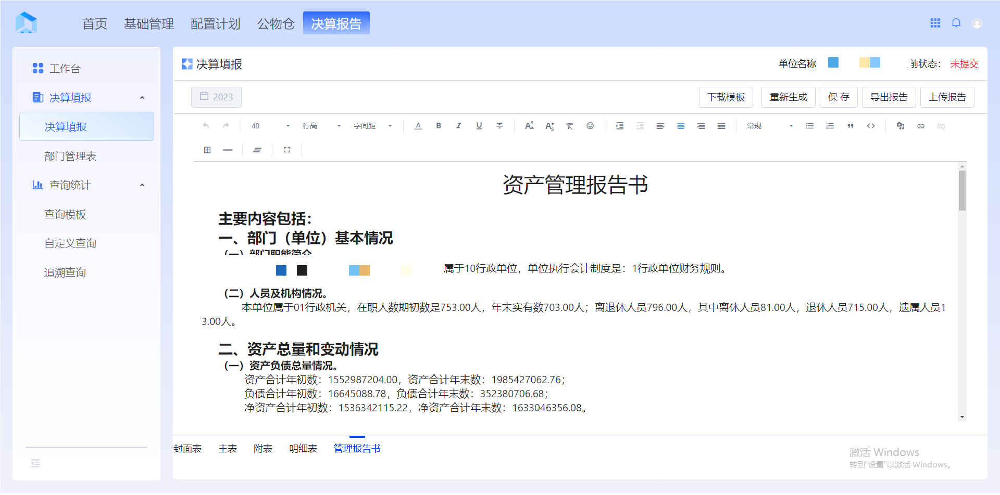 首页 基础管理 配置计划 公物仓 决算报告
工作台
决算填报
决算填报
部门管理表
查询统计
查询模板
自定义查询
追溯查询
决算填报
单位名称
前状态： 未提交
2023
下载模板 重新生成 保 存 导出报告 上传报告
40 行高 字间距 常规
资产管理报告书
主要内容包括：
一、部门（单位）基本情况
（一）部门职能简介
属于10行政单位，单位执行会计制度是：1行政单位财务规则。
（二）人员及机构情况。
本单位属于01行政机关，在职人数期初数是753.00人，年末实有数703.00人；离退休人员796.00人，其中离休人员81.00人，退休人员715.00人，遗属人员1
3.00人。
二、资产总量和变动情况
（一）资产负债总量情况。
资产合计年初数：1552987204.00，资产合计年末数：1985427062.76；
负债合计年初数：16645088.78，负债合计年末数：352380706.68；
净资产合计年初数：1536342115.22，净资产合计年末数：1633046356.08。
封面表 主表 附表 明细表 管理报告书
激活 Windows
转到“设置”以激活 Windows。